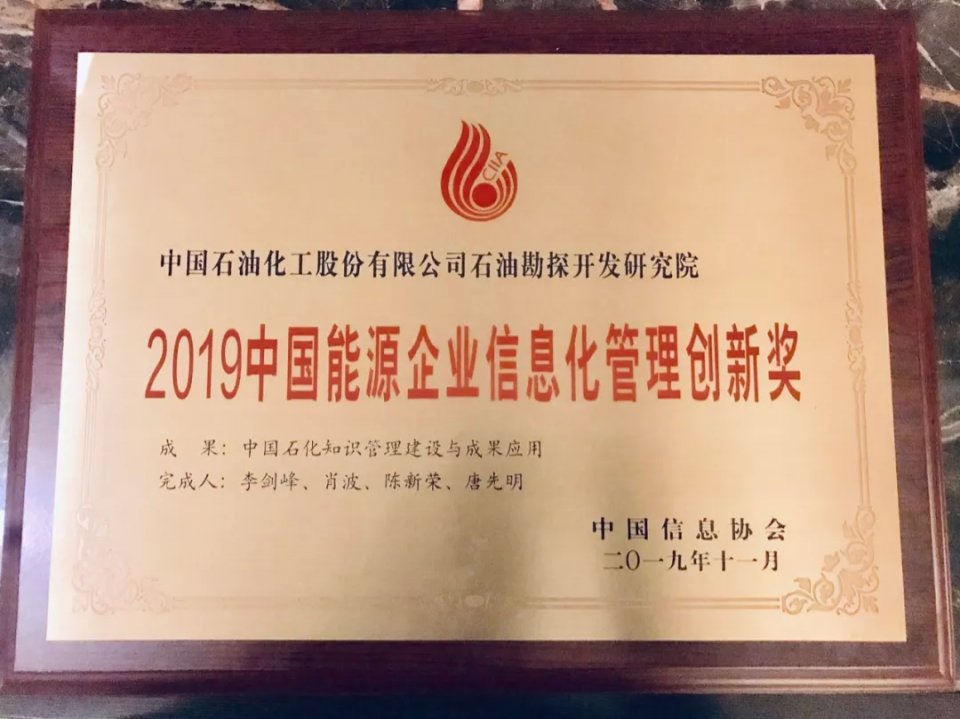 CIIA
中国石油化工股份有限公司石油勘探开发研究院
2019中国能源企业信息化管理创新奖
成　果：中国石化知识管理建设与成果应用
完成人：李剑峰、肖波、陈新荣、唐先明
中国信息协会
二〇一九年十一月